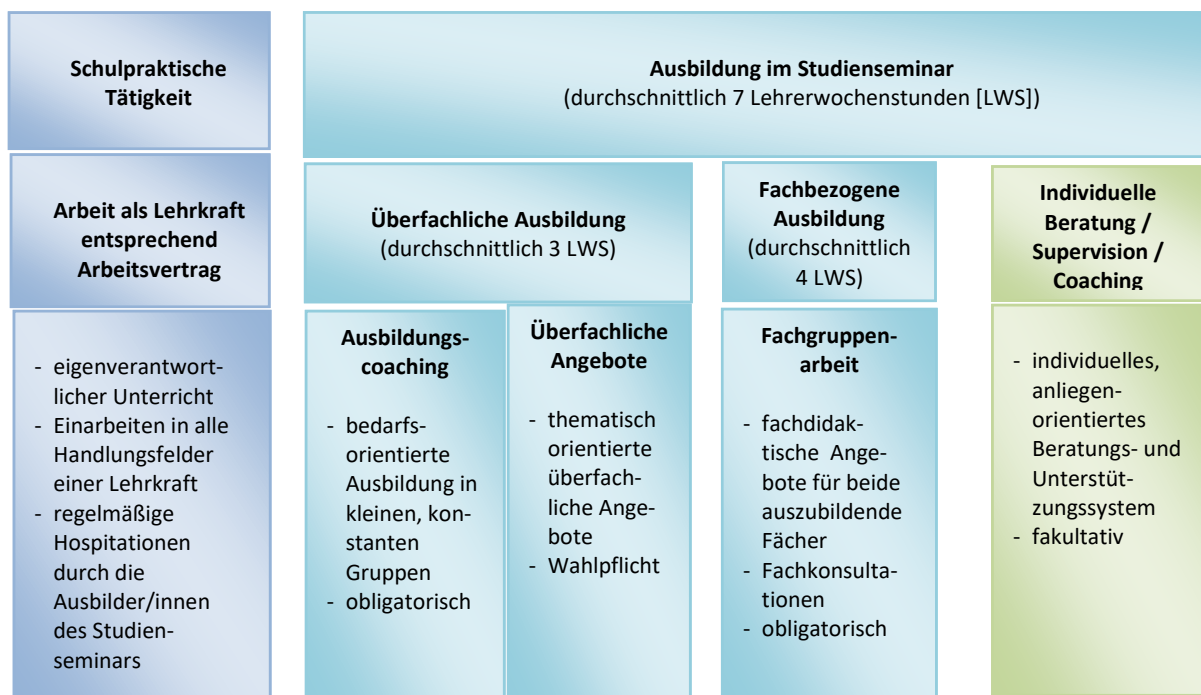 Schulpraktische
Tätigkeit
Ausbildung im Studienseminar
(durchschnittlich 7 Lehrerwochenstunden [LWS])
Arbeit als Lehrkraft
entsprechend
Arbeitsvertrag
Überfachliche Ausbildung
(durchschnittlich 3 LWS)
Fachbezogene
Ausbildung
(durchschnittlich
4 LWS)
Individuelle
Beratung /
Supervision /
Coaching
- eigenverantwort-
licher Unterricht
- Einarbeiten in alle
Handlungsfelder
einer Lehrkraft
- regelmäßige
Hospitationen
durch die
Ausbilder/innen
des Studien-
seminars
Ausbildungs-
coaching
- bedarfs-
orientierte
Ausbildung in
kleinen, kon-
stanten
Gruppen
- obligatorisch
Überfachliche
Angebote
- thematisch
orientierte
überfach-
liche Ange-
bote
- Wahlpflicht
Fachgruppen-
arbeit
- fachdidak-
tische Ange-
bote für beide
auszubildende
Fächer
- Fachkonsulta-
tionen
- obligatorisch
- individuelles,
anliegen-
orientiertes
Beratungs- und
Unterstüt-
zungssystem
- fakultativ